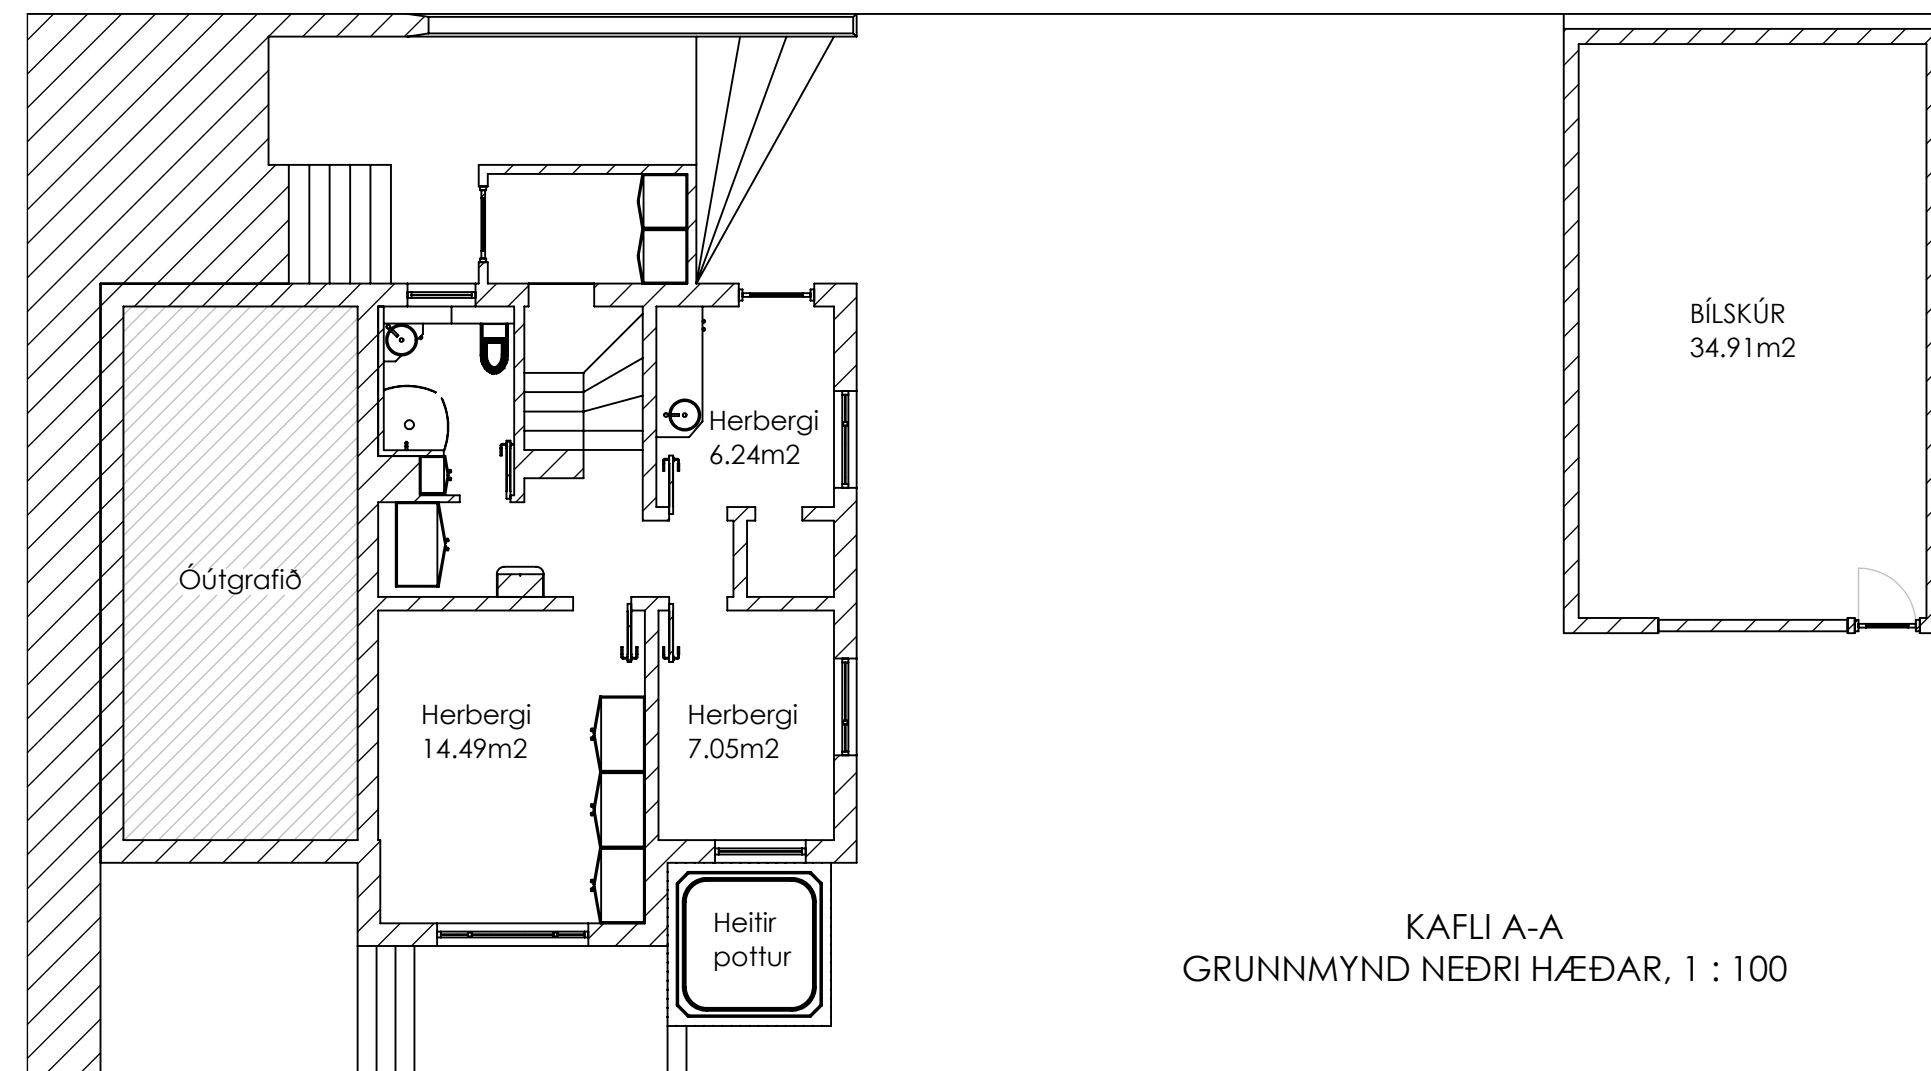 BÍLSKÚR
34.91m2
Herbergi
6.24m2
Óútgrafið
Herbergi
14.49m2
Herbergi
7.05m2
Heitir
pottur
KAFLI A-A
GRUNNMYND NEÐRI HÆÐAR, 1 : 100